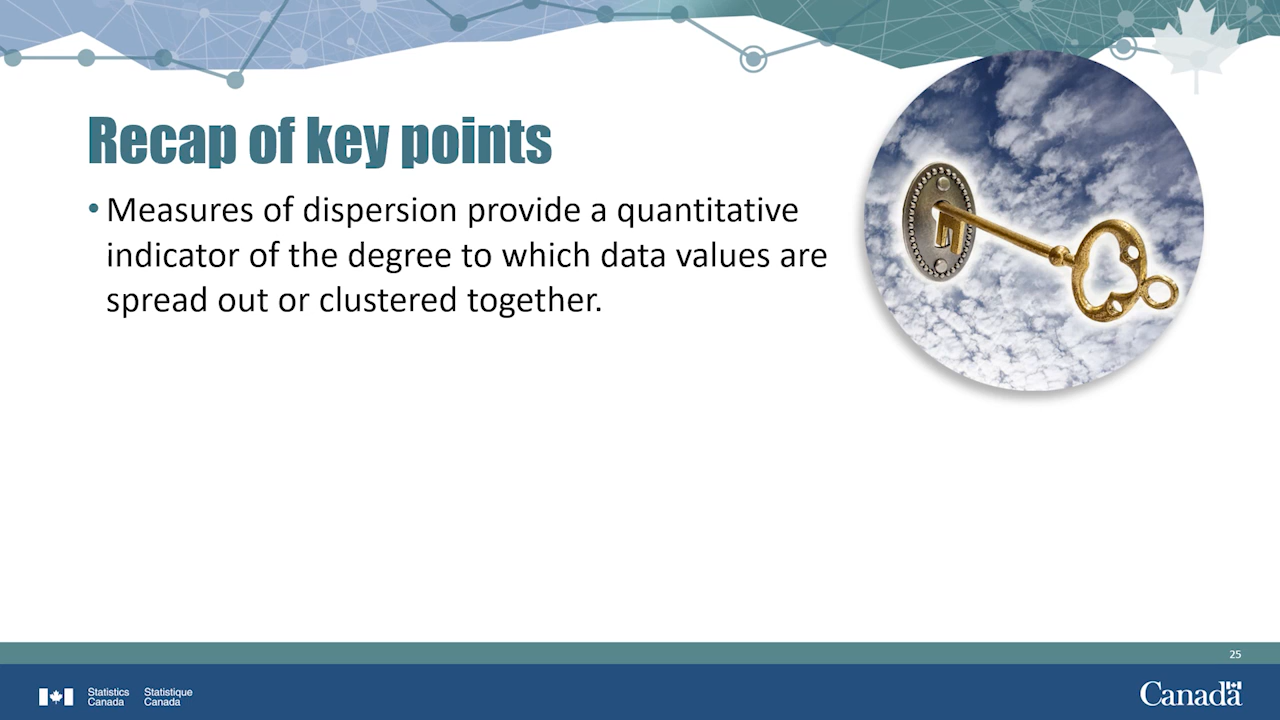 Recap of key points
• Measures of dispersion provide a quantitative
indicator of the degree to which data values are
spread out or clustered together.
25
Statistics
Canada
Statistique
Canada
Canada